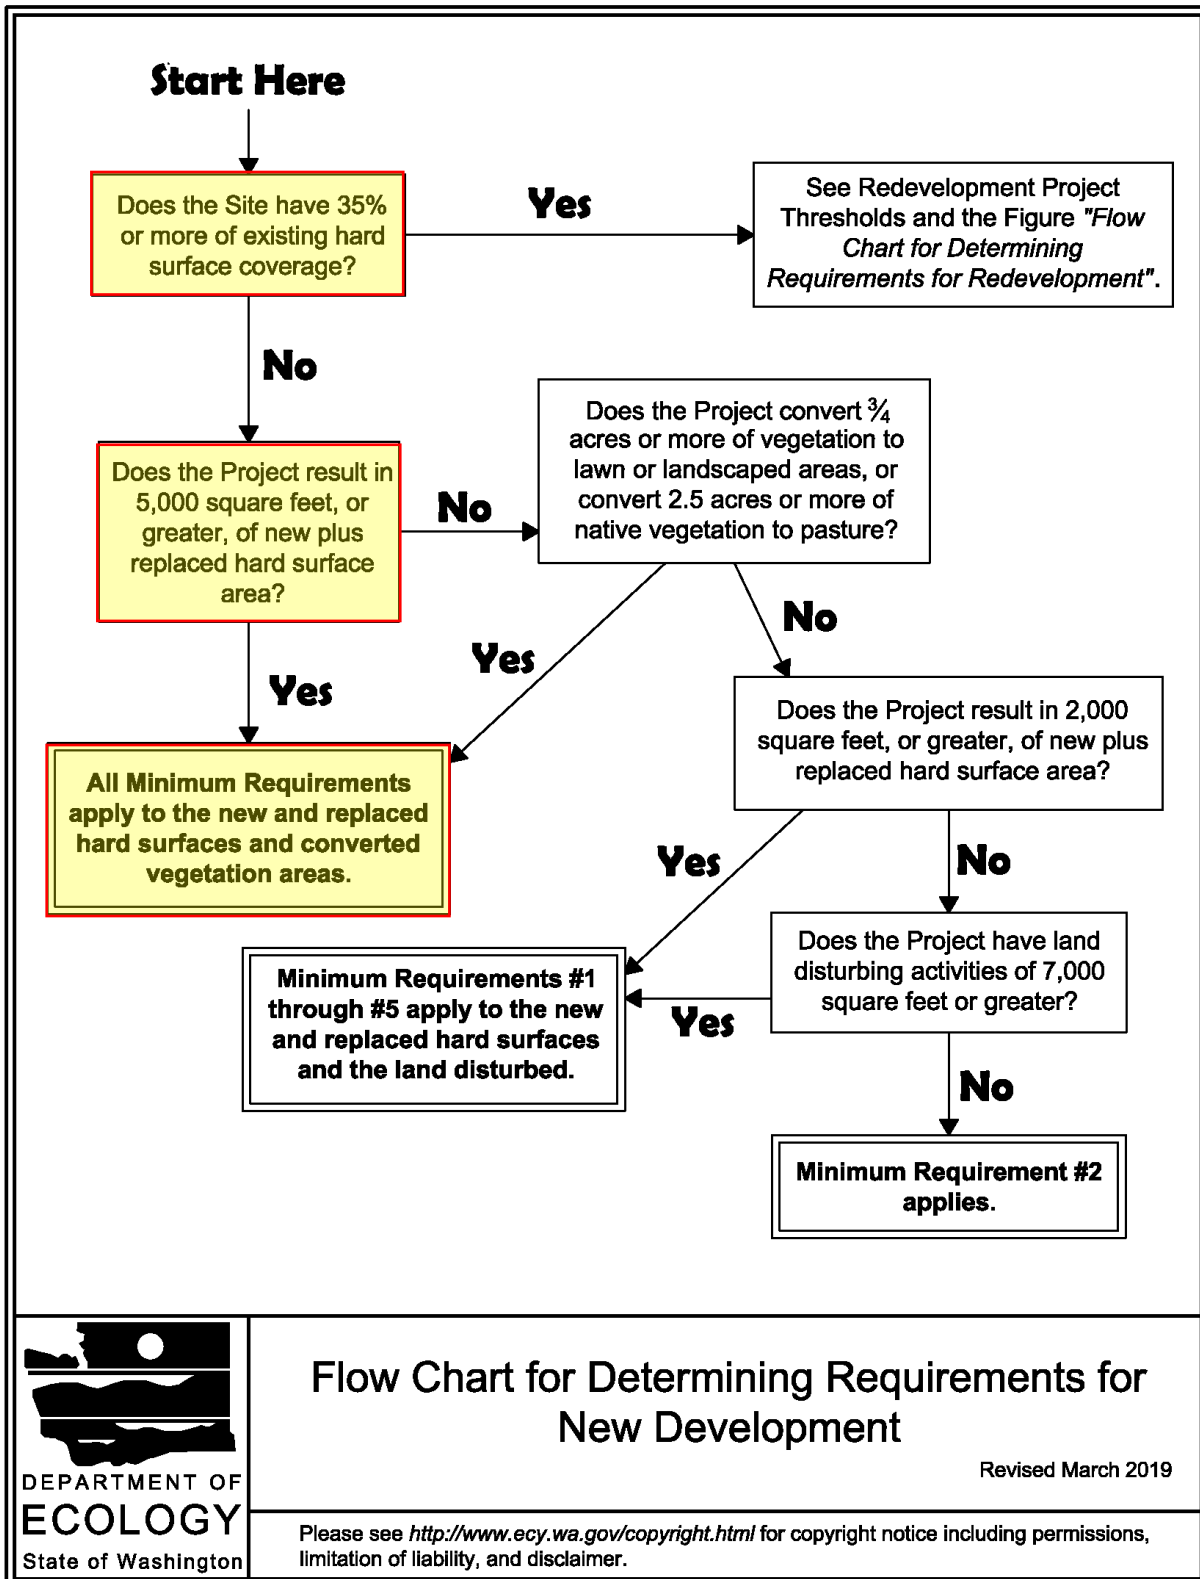 Start Here
Does the Site have 35%
or more of existing hard
surface coverage?
Yes
See Redevelopment Project
Thresholds and the Figure "Flow
Chart for Determining
Requirements for Redevelopment".
No
Does the Project result in
5,000 square feet, or
greater, of new plus
replaced hard surface
area?
No
Does the Project convert ¾
acres or more of vegetation to
lawn or landscaped areas, or
convert 2.5 acres or more of
native vegetation to pasture?
Yes
Yes
No
All Minimum Requirements
apply to the new and replaced
hard surfaces and converted
vegetation areas.
Does the Project result in 2,000
square feet, or greater, of new plus
replaced hard surface area?
Yes
No
Minimum Requirements #1
through #5 apply to the new
and replaced hard surfaces
and the land disturbed.
Yes
Does the Project have land
disturbing activities of 7,000
square feet or greater?
No
Minimum Requirement #2
applies.
DEPARTMENT OF
ECOLOGY
State of Washington
Flow Chart for Determining Requirements for
New Development
Revised March 2019
Please see http://www.ecy.wa.gov/copyright.html for copyright notice including permissions,
limitation of liability, and disclaimer.